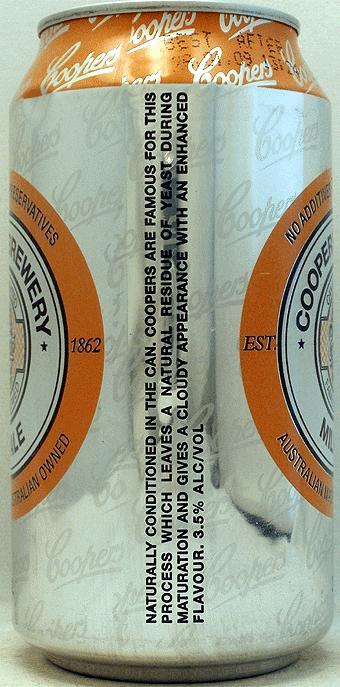 Coopers Coopers Coopers
BEST AFTER
NATURALLY CONDITIONED IN THE CAN. COOPERS ARE FAMOUS FOR THIS
PROCESS WHICH LEAVES A NATURAL RESIDUE OF YEAST DURING
MATURATION AND GIVES A CLOUDY APPEARANCE WITH AN ENHANCED
FLAVOUR. 3.5% ALC/VOL
BREWERY
1862
NO ADDITIVES
COOPERS
EST.
AUSTRALIAN
AUSTRALIAN OWNED
Coopers